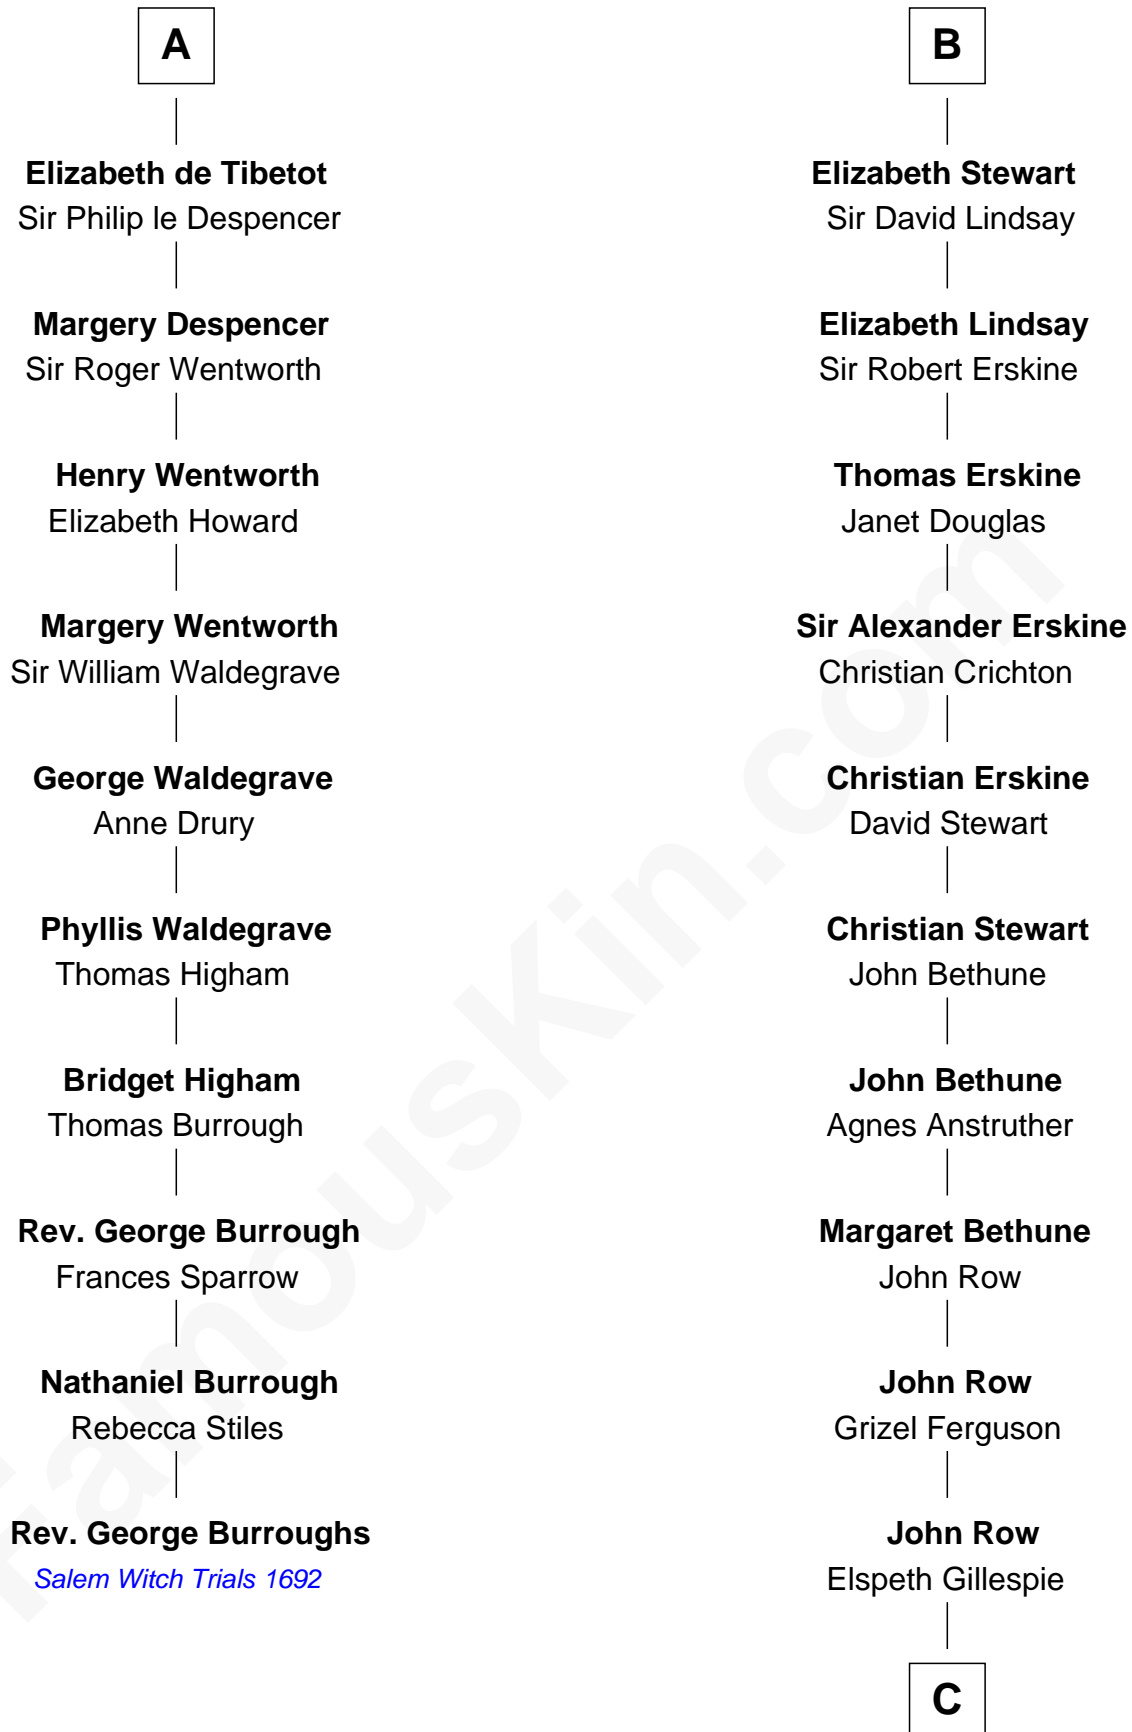 A
Elizabeth de Tibetot
Sir Philip le Despencer
Margery Despencer
Sir Roger Wentworth
Henry Wentworth
Elizabeth Howard
Margery Wentworth
Sir William Waldegrave
George Waldegrave
Anne Drury
Phyllis Waldegrave
Thomas Higham
Bridget Higham
Thomas Burrough
Rev. George Burrough
Frances Sparrow
Nathaniel Burrough
Rebecca Stiles
Rev. George Burroughs
Salem Witch Trials 1692
B
Elizabeth Stewart
Sir David Lindsay
Elizabeth Lindsay
Sir Robert Erskine
Thomas Erskine
Janet Douglas
Sir Alexander Erskine
Christian Crichton
Christian Erskine
David Stewart
Christian Stewart
John Bethune
John Bethune
Agnes Anstruther
Margaret Bethune
John Row
John Row
Grizel Ferguson
John Row
Elspeth Gillespie
C
FamousKin.com